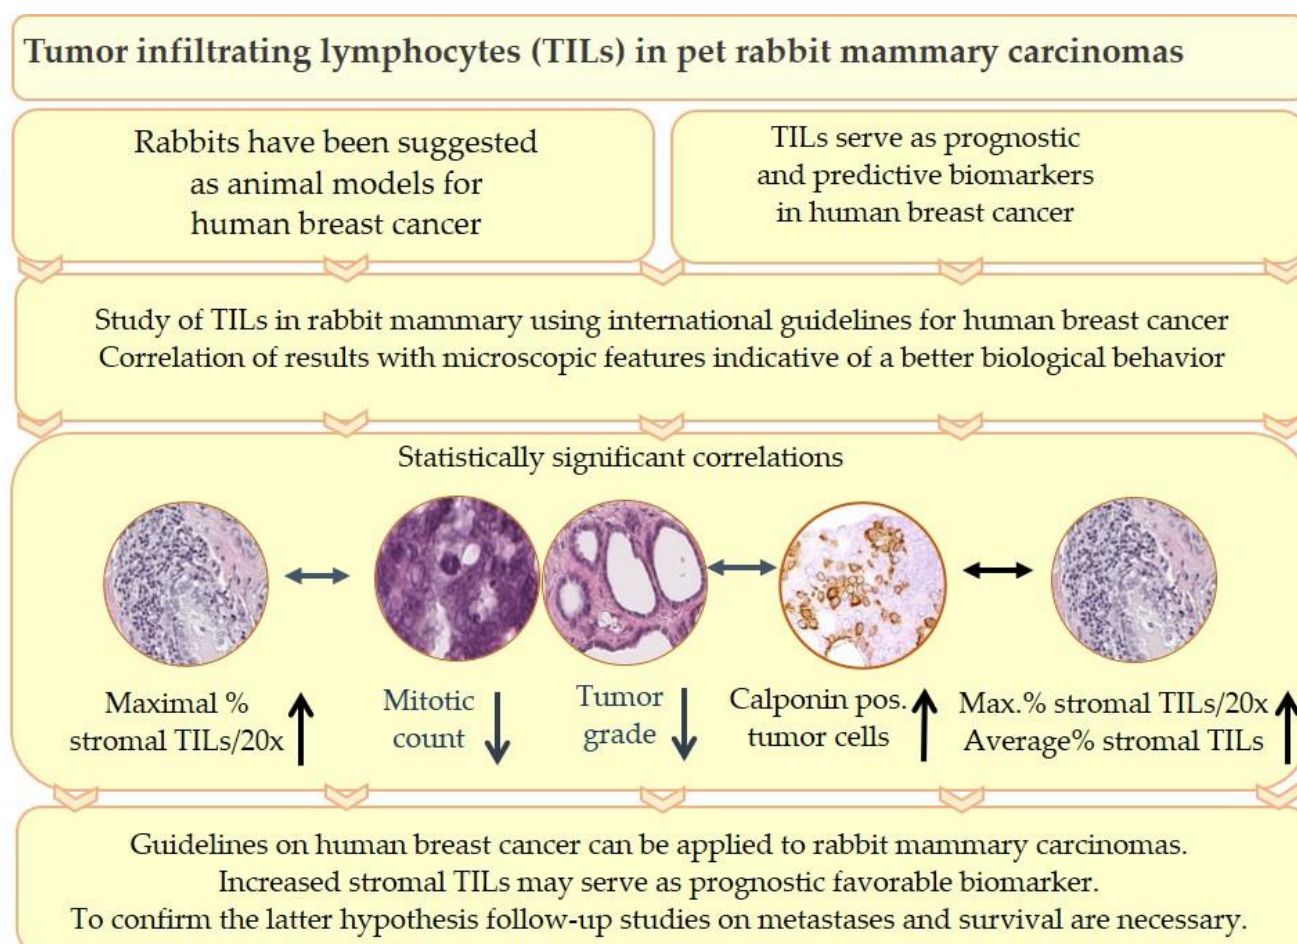 Tumor infiltrating lymphocytes (TILs) in pet rabbit mammary carcinomas
Rabbits have been suggested
as animal models for
human breast cancer
TILs serve as prognostic
and predictive biomarkers
in human breast cancer
Study of TILs in rabbit mammary using international guidelines for human breast cancer
Correlation of results with microscopic features indicative of a better biological behavior
Statistically significant correlations
Maximal %
stromal TILs/20x
Mitotic
count
Tumor
grade
Calponin pos.
tumor cells
Max.% stromal TILs/20x
Average% stromal TILs
Guidelines on human breast cancer can be applied to rabbit mammary carcinomas.
Increased stromal TILs may serve as prognostic favorable biomarker.
To confirm the latter hypothesis follow-up studies on metastases and survival are necessary.